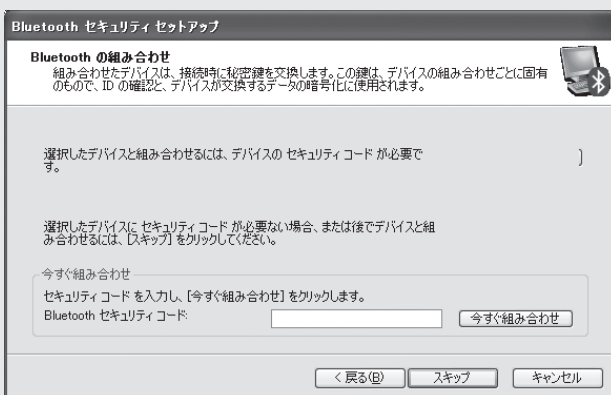 Bluetooth セキュリティ セットアップ
Bluetooth の組み合わせ
組み合わせたデバイスは、接続時に秘密鍵を交換します。この鍵は、デバイスの組み合わせごとに固有
のもので、ID の確認と、デバイスが交換するデータの暗号化に使用されます。
選択したデバイスと組み合わせるには、デバイスの セキュリティ コード が必要で
す。
]
選択したデバイスに セキュリティ コード が必要ない場合、または後でデバイスと組
み合わせるには、[スキップ] をクリックしてください。
今すぐ組み合わせ
セキュリティ コード を入力し、[今すぐ組み合わせ] をクリックします。
Bluetooth セキュリティ コード:
今すぐ組み合わせ
< 戻る(B)
スキップ
キャンセル